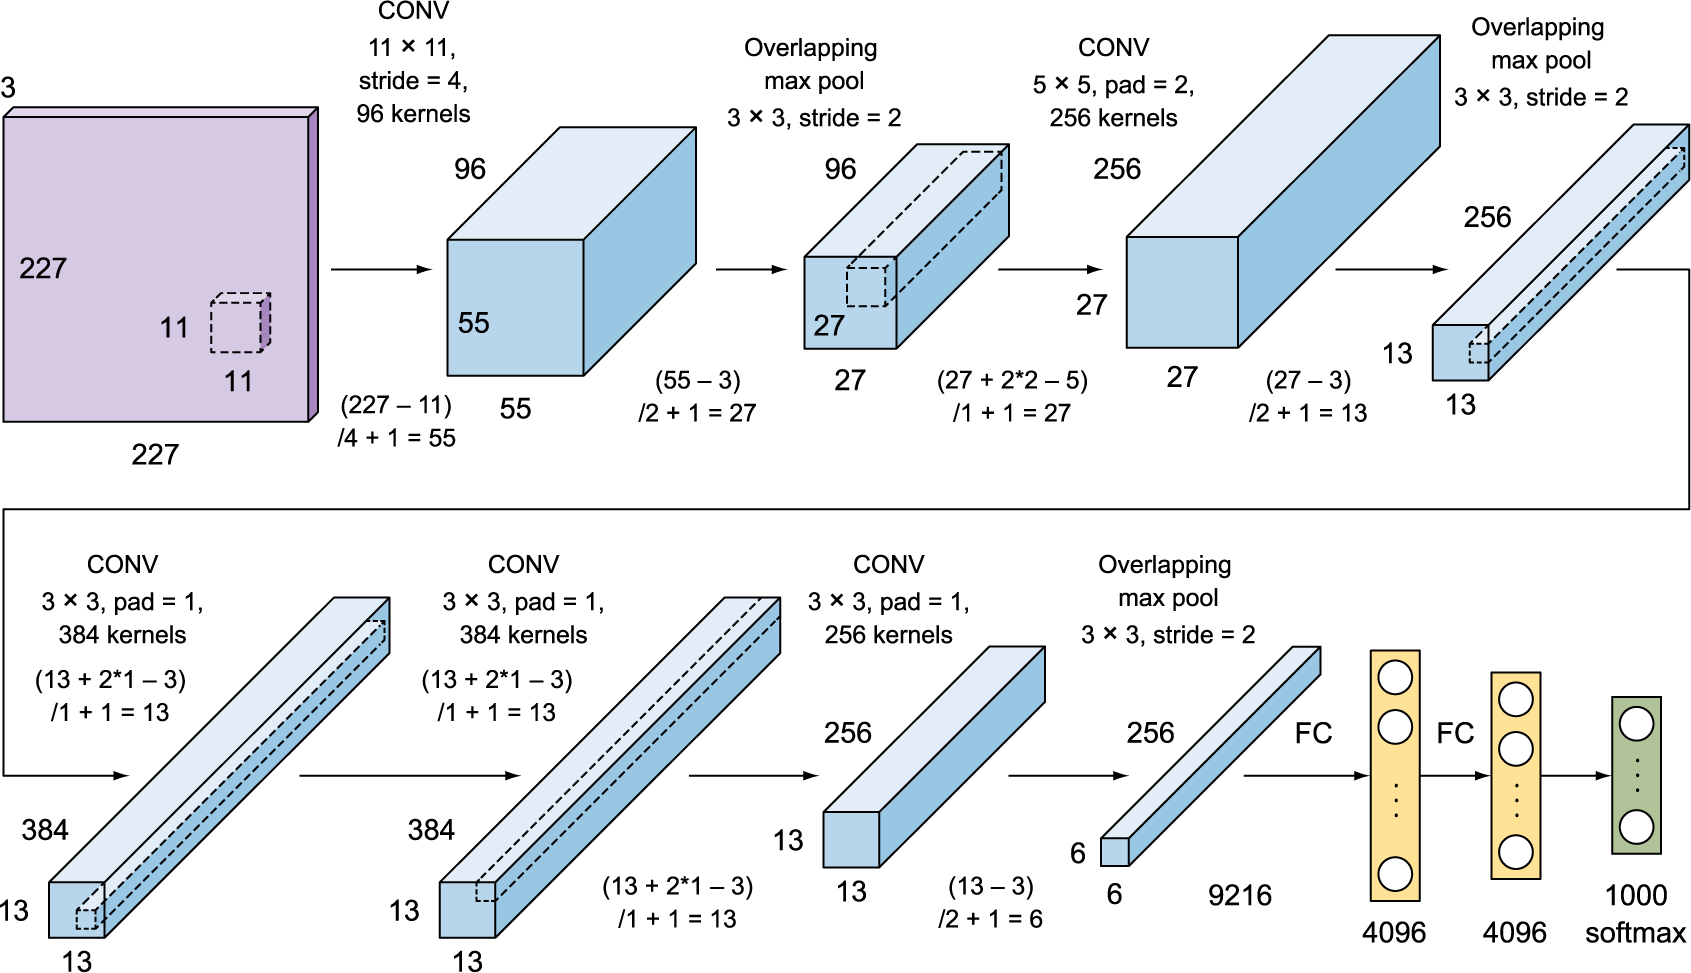 3
227
11
11
227
CONV
11 × 11,
stride = 4,
96 kernels
(227 – 11)
/4 + 1 = 55
96
55
55
Overlapping
max pool
3 × 3, stride = 2
(55 – 3)
/2 + 1 = 27
96
27
27
CONV
5 × 5, pad = 2,
256 kernels
(27 + 2*2 – 5)
/1 + 1 = 27
256
27
27
Overlapping
max pool
3 × 3, stride = 2
(27 – 3)
/2 + 1 = 13
256
13
13
CONV
3 × 3, pad = 1,
384 kernels
(13 + 2*1 – 3)
/1 + 1 = 13
384
13
13
CONV
3 × 3, pad = 1,
384 kernels
(13 + 2*1 – 3)
/1 + 1 = 13
384
13
13
CONV
3 × 3, pad = 1,
256 kernels
(13 + 2*1 – 3)
/1 + 1 = 13
256
13
13
Overlapping
max pool
3 × 3, stride = 2
(13 – 3)
/2 + 1 = 6
256
6
6
9216
FC
4096
FC
4096
1000
softmax